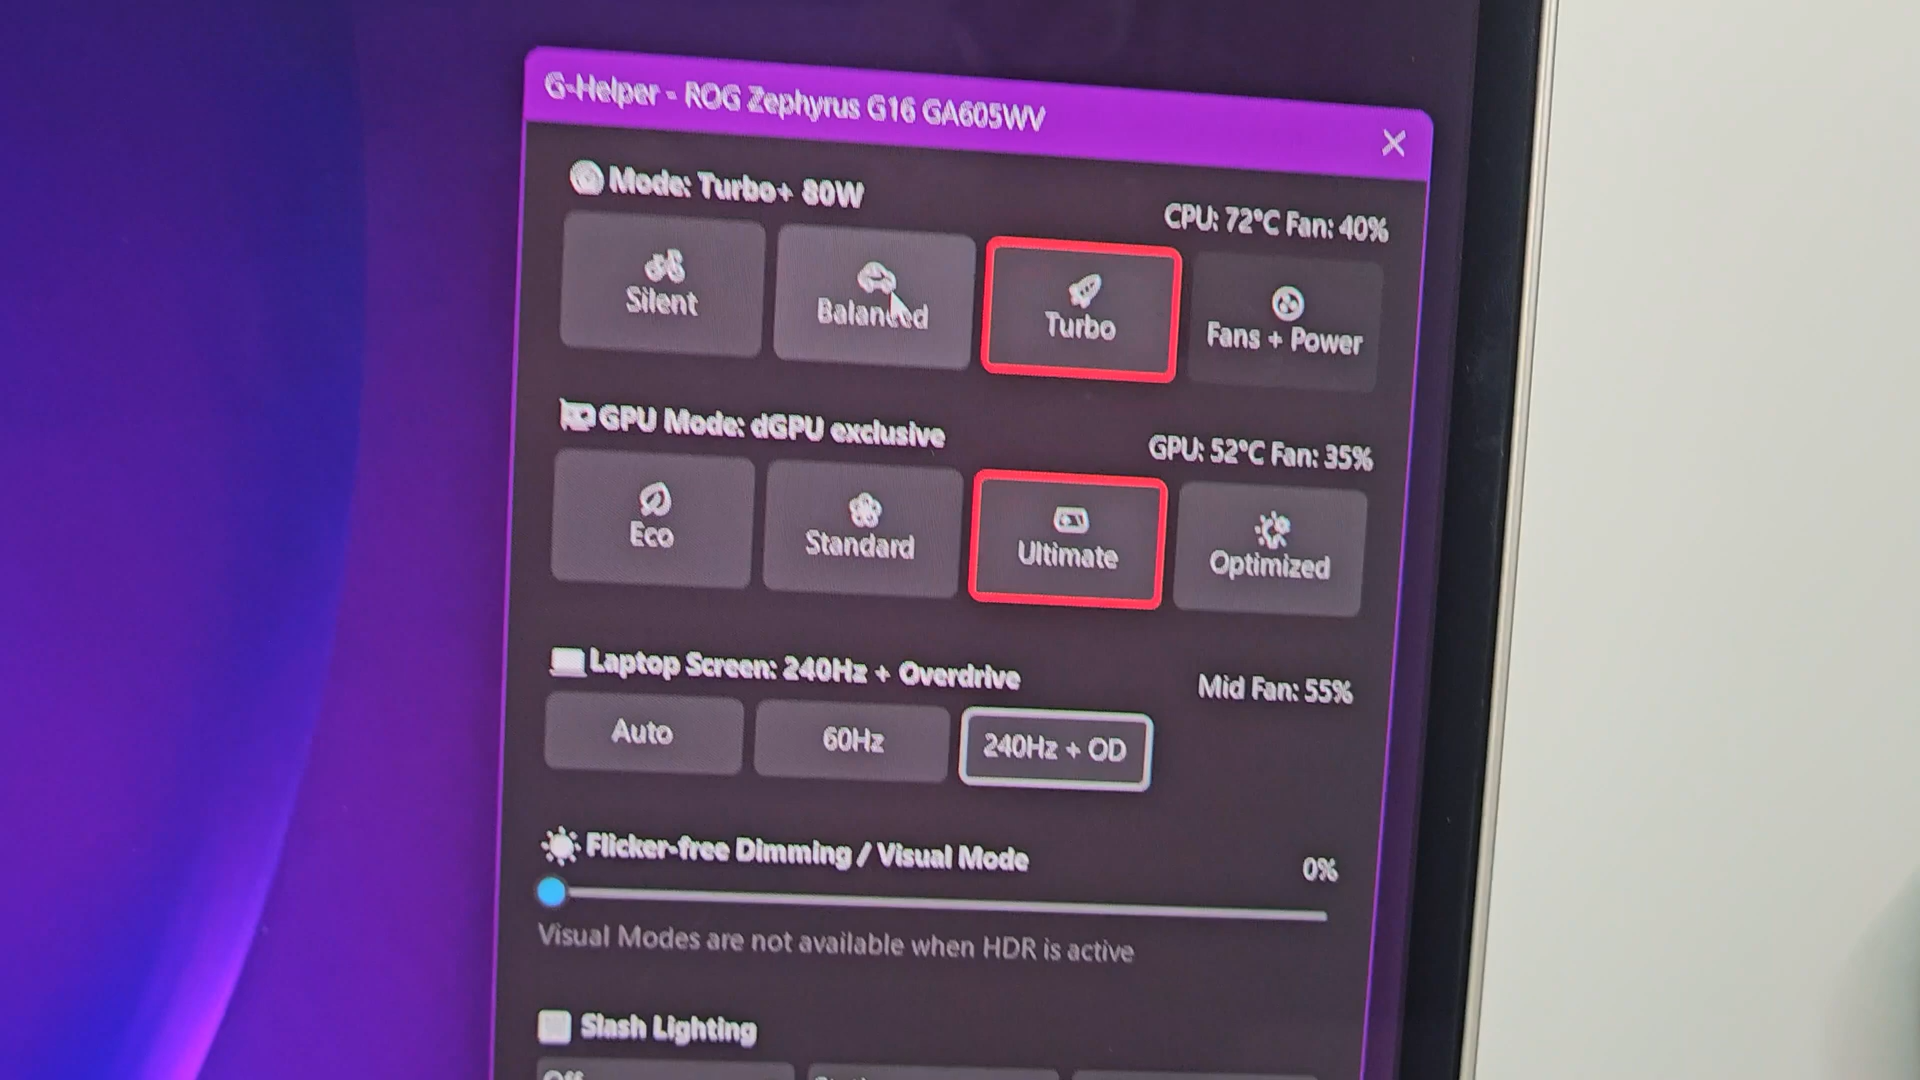 G-Helper - ROG Zephyrus G16 GA605WV
Mode: Turbo+ 80W
CPU: 72°C Fan: 40%
Silent
Balanced
Turbo
Fans + Power
GPU Mode: dGPU exclusive
GPU: 52°C Fan: 35%
Eco
Standard
Ultimate
Optimized
Laptop Screen: 240Hz + Overdrive
Mid Fan: 55%
Auto
60Hz
240Hz + OD
Flicker-free Dimming / Visual Mode
0%
Visual Modes are not available when HDR is active
Slash Lighting
Off